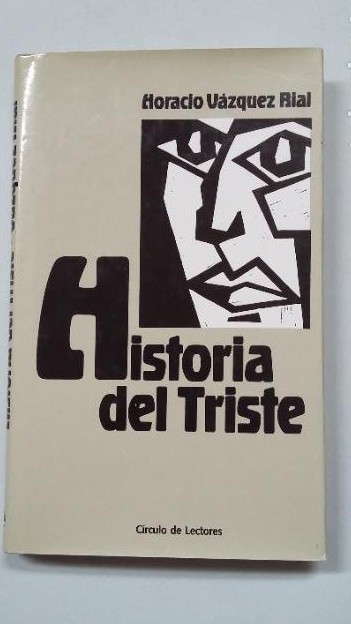 Horacio Vázquez Rial
Historia
del Triste
Círculo de Lectores